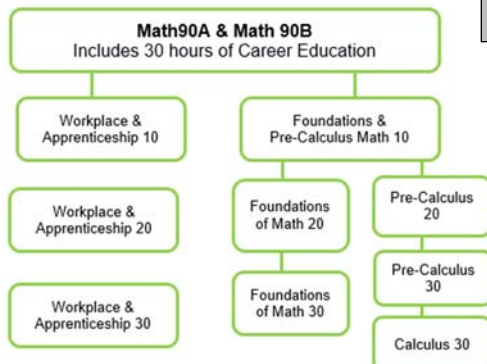 Math90A & Math 90B
Includes 30 hours of Career Education
Workplace &
Apprenticeship 10
Foundations &
Pre-Calculus Math 10
Workplace &
Apprenticeship 20
Foundations
of Math 20
Pre-Calculus
20
Workplace &
Apprenticeship 30
Foundations
of Math 30
Pre-Calculus
30
Calculus 30